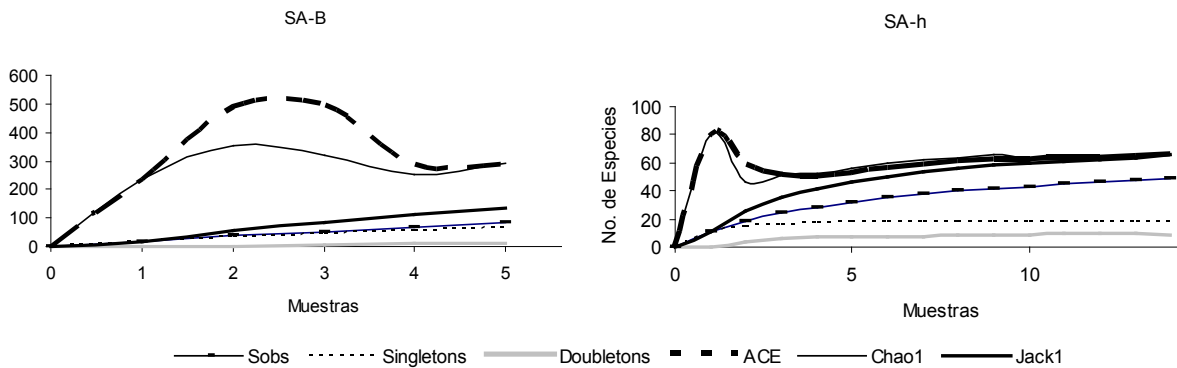 SA-B
600
500
400
300
200
100
0
0 1 2 3 4 5
Muestras
SA-h
No. de Especies
100
80
60
40
20
0
0 5 10
Muestras
Sobs Singletons Doubletons ACE Chao1 Jack1